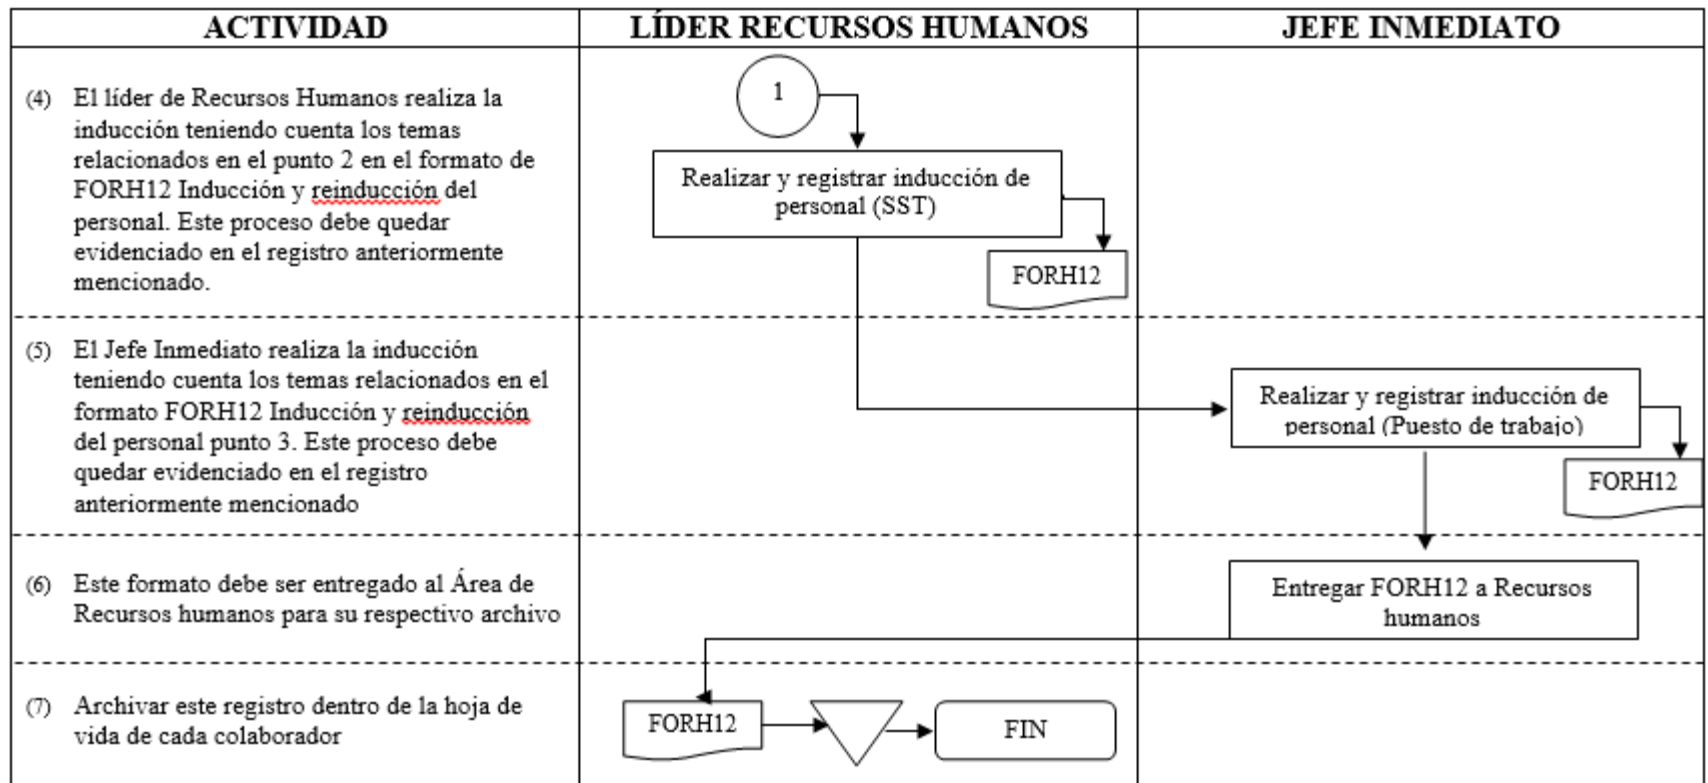 ACTIVIDAD
LÍDER RECURSOS HUMANOS
JEFE INMEDIATO
(4) El líder de Recursos Humanos realiza la
inducción teniendo cuenta los temas
relacionados en el punto 2 en el formato de
FORH12 Inducción y reinducción del
personal. Este proceso debe quedar
evidenciado en el registro anteriormente
mencionado.
1
Realizar y registrar inducción de
personal (SST)
FORH12
(5) El Jefe Inmediato realiza la inducción
teniendo cuenta los temas relacionados en el
formato FORH12 Inducción y reinducción
del personal punto 3. Este proceso debe
quedar evidenciado en el registro
anteriormente mencionado
Realizar y registrar inducción de
personal (Puesto de trabajo)
FORH12
(6) Este formato debe ser entregado al Área de
Recursos humanos para su respectivo archivo
Entregar FORH12 a Recursos
humanos
(7) Archivar este registro dentro de la hoja de
vida de cada colaborador
FORH12
FIN